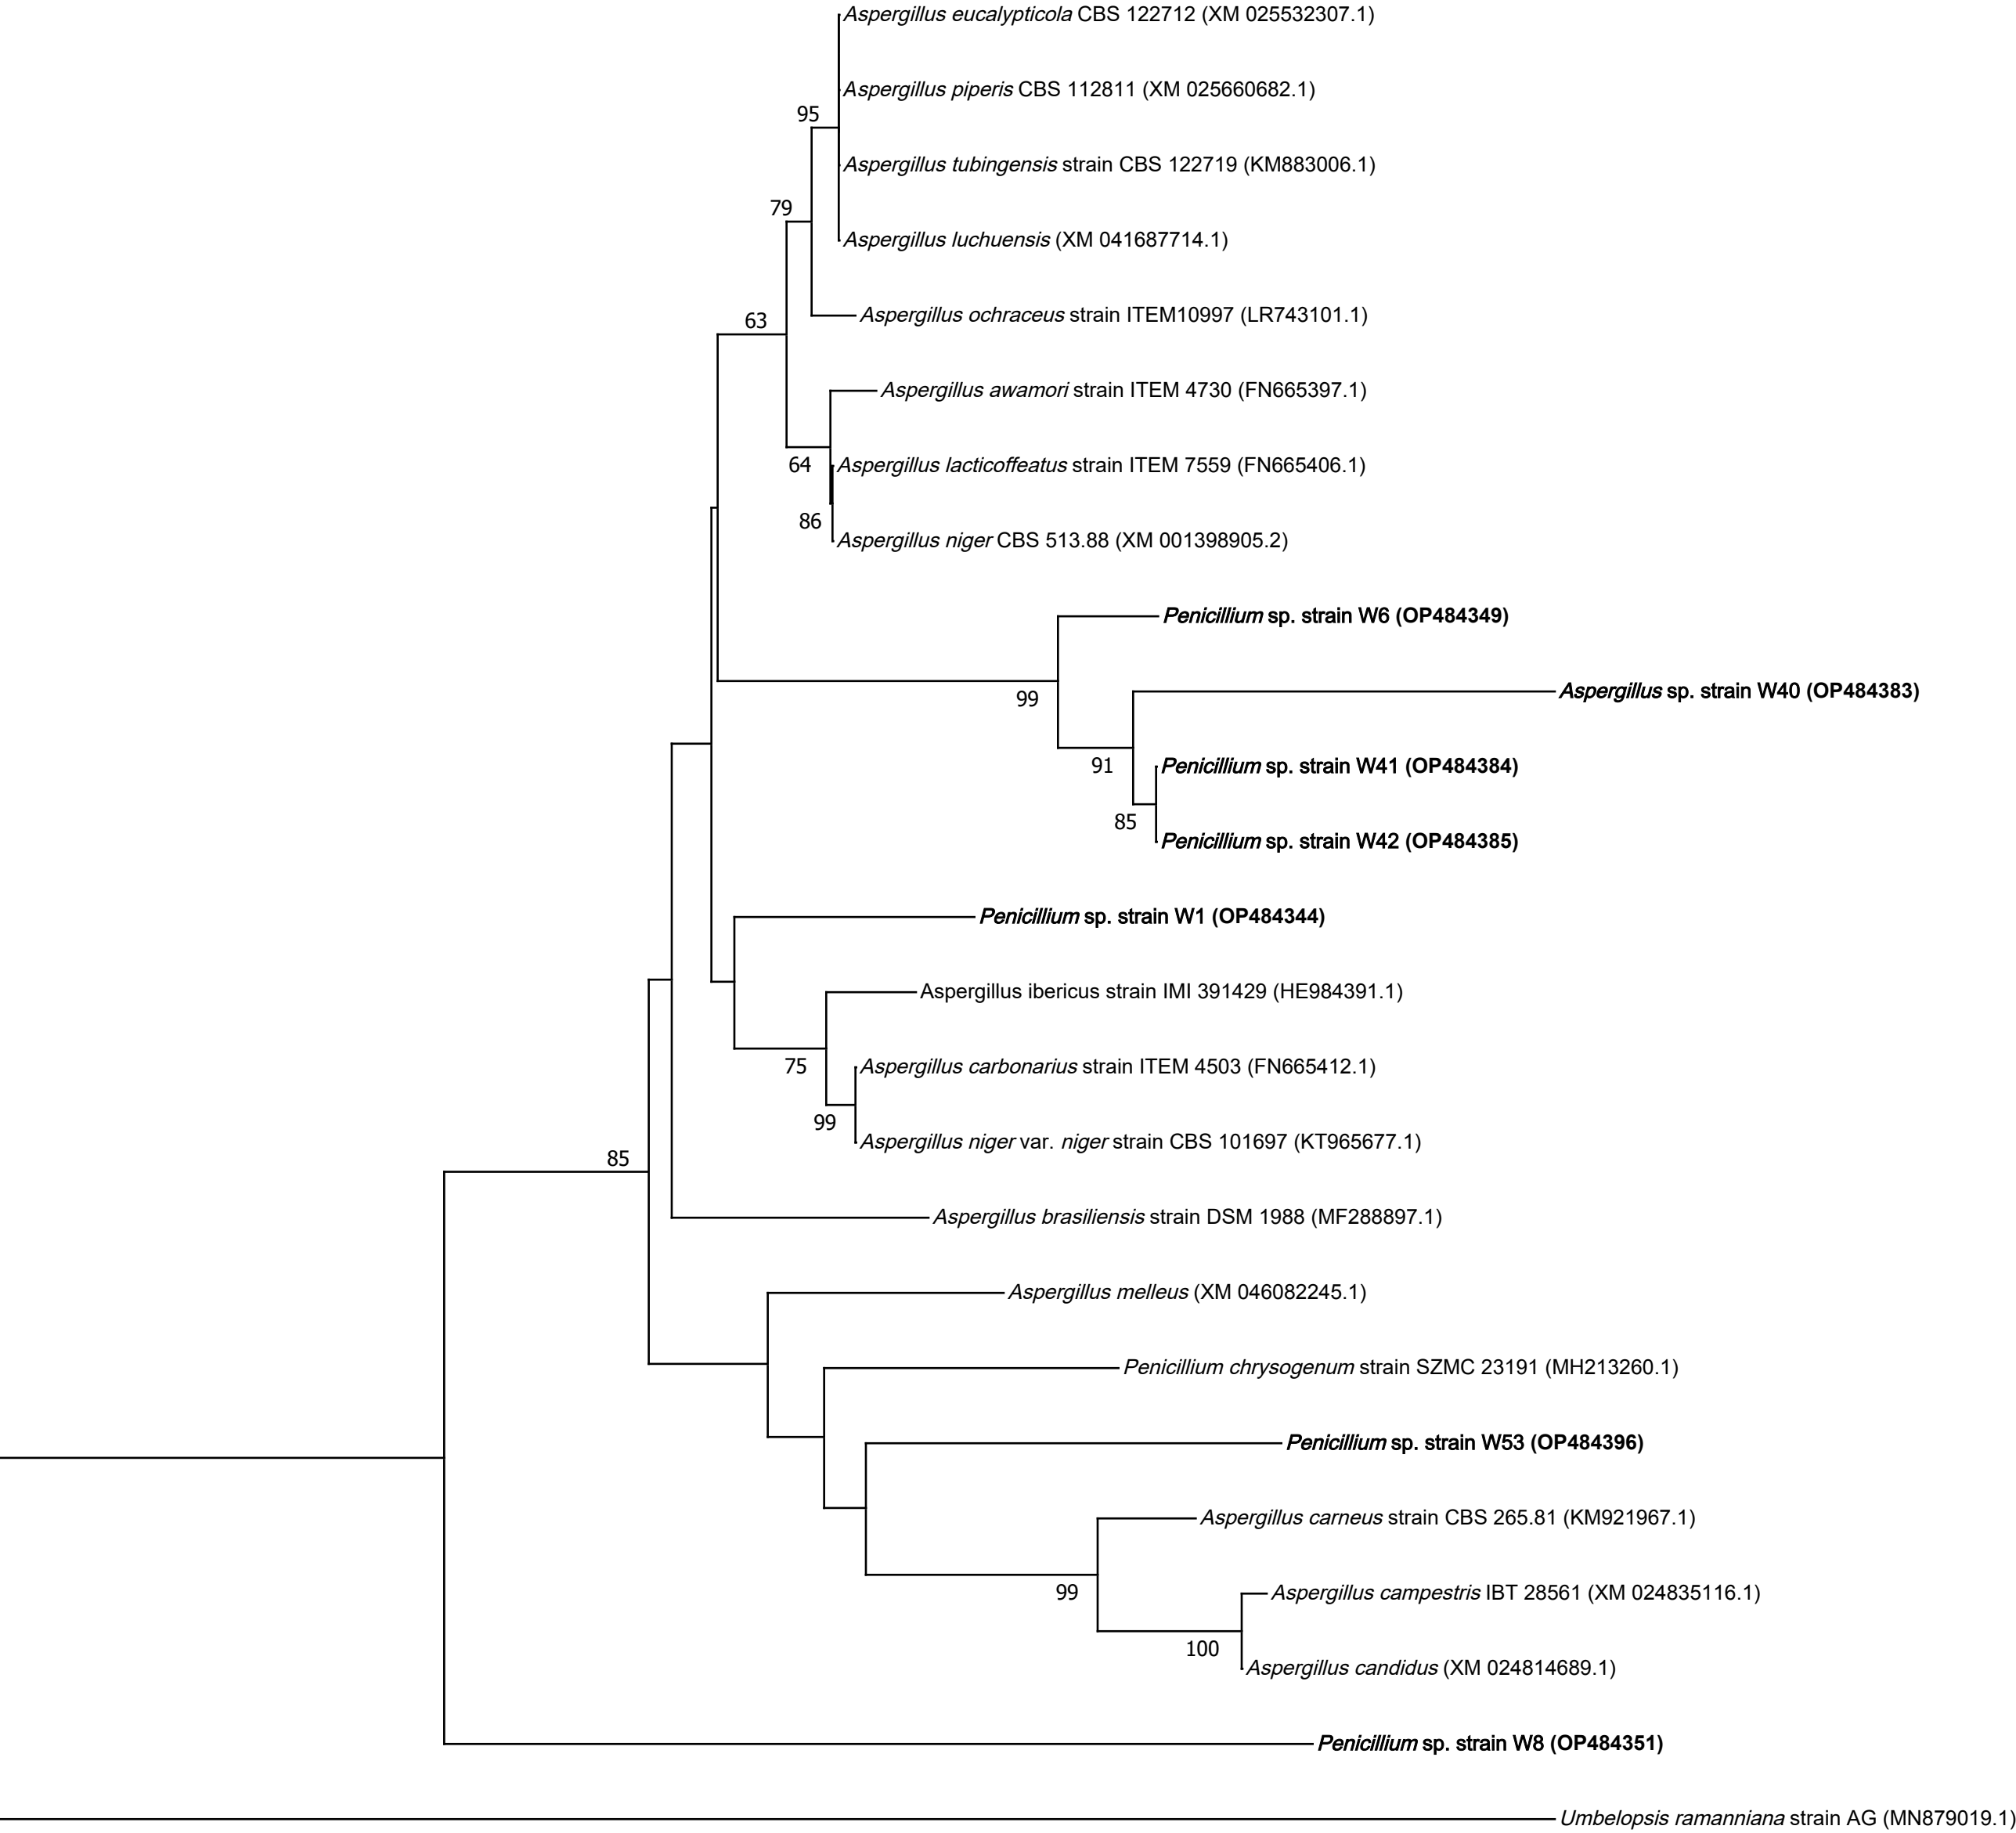 Aspergillus eucalypticola CBS 122712 (XM 025532307.1)
Aspergillus piperis CBS 112811 (XM 025660682.1)
95
Aspergillus tubingensis strain CBS 122719 (KM883006.1)
79
Aspergillus luchuensis (XM 041687714.1)
Aspergillus ochraceus strain ITEM10997 (LR743101.1)
63
Aspergillus awamori strain ITEM 4730 (FN665397.1)
64
Aspergillus lacticoffeatus strain ITEM 7559 (FN665406.1)
86
Aspergillus niger CBS 513.88 (XM 001398905.2)
Penicillium sp. strain W6 (OP484349)
99
Aspergillus sp. strain W40 (OP484383)
91
Penicillium sp. strain W41 (OP484384)
85
Penicillium sp. strain W42 (OP484385)
Penicillium sp. strain W1 (OP484344)
Aspergillus ibericus strain IMI 391429 (HE984391.1)
75
Aspergillus carbonarius strain ITEM 4503 (FN665412.1)
99
Aspergillus niger var. niger strain CBS 101697 (KT965677.1)
85
Aspergillus brasiliensis strain DSM 1988 (MF288897.1)
Aspergillus melleus (XM 046082245.1)
Penicillium chrysogenum strain SZMC 23191 (MH213260.1)
Penicillium sp. strain W53 (OP484396)
Aspergillus carneus strain CBS 265.81 (KM921967.1)
99
Aspergillus campestris IBT 28561 (XM 024835116.1)
100
Aspergillus candidus (XM 024814689.1)
Penicillium sp. strain W8 (OP484351)
Umbelopsis ramanniana strain AG (MN879019.1)